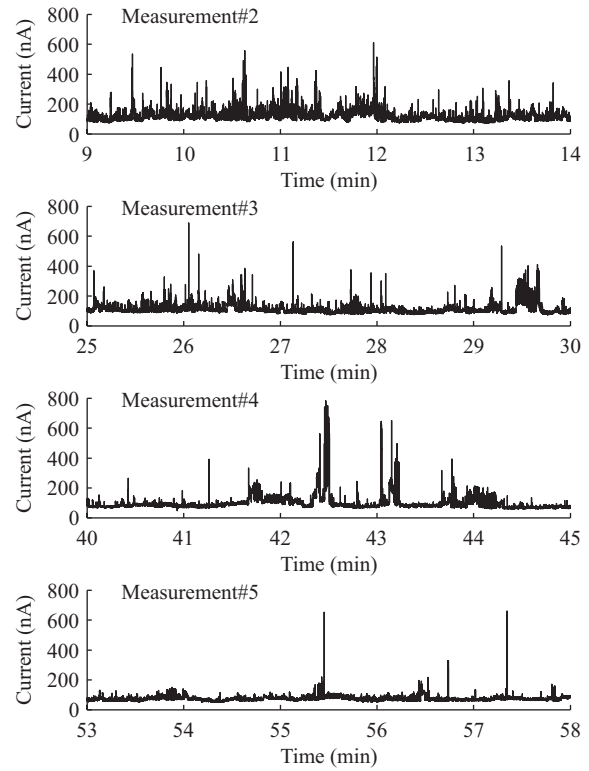 Measurement#2
800
600
400
200
0
Current (nA)
9 10 11 12 13 14
Time (min)
Measurement#3
800
600
400
200
0
Current (nA)
25 26 27 28 29 30
Time (min)
Measurement#4
800
600
400
200
0
Current (nA)
40 41 42 43 44 45
Time (min)
Measurement#5
800
600
400
200
0
Current (nA)
53 54 55 56 57 58
Time (min)